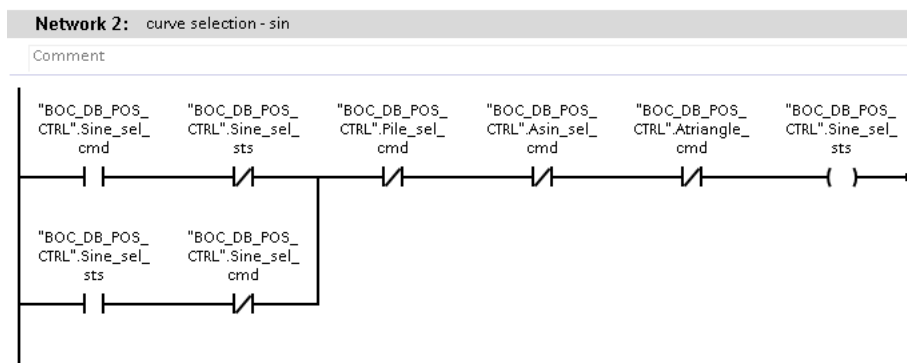 Network 2: curve selection - sin
Comment
"BOC_DB_POS_
CTRL".Sine_sel_
cmd
"BOC_DB_POS_
CTRL".Sine_sel_
sts
"BOC_DB_POS_
CTRL".Pile_sel_
cmd
"BOC_DB_POS_
CTRL".Asin_sel_
cmd
"BOC_DB_POS_
CTRL".Atriangle_
cmd
"BOC_DB_POS_
CTRL".Sine_sel_
sts
"BOC_DB_POS_
CTRL".Sine_sel_
sts
"BOC_DB_POS_
CTRL".Sine_sel_
cmd